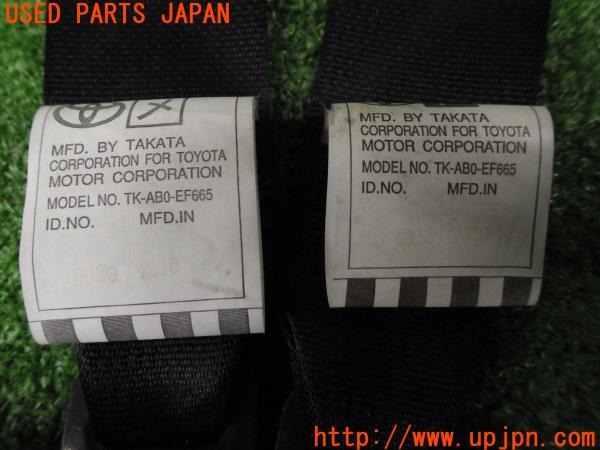 USED PARTS JAPAN
MFD. BY TAKATA
CORPORATION FOR TOYOTA
MOTOR CORPORATION
MODEL NO. TK-AB0-EF665
ID.NO. MFD.IN
MFD. BY TAKATA
CORPORATION FOR TOYOTA
MOTOR CORPORATION
MODEL NO. TK-AB0-EF665
ID.NO. MFD.IN
http://www.upjpn.com/